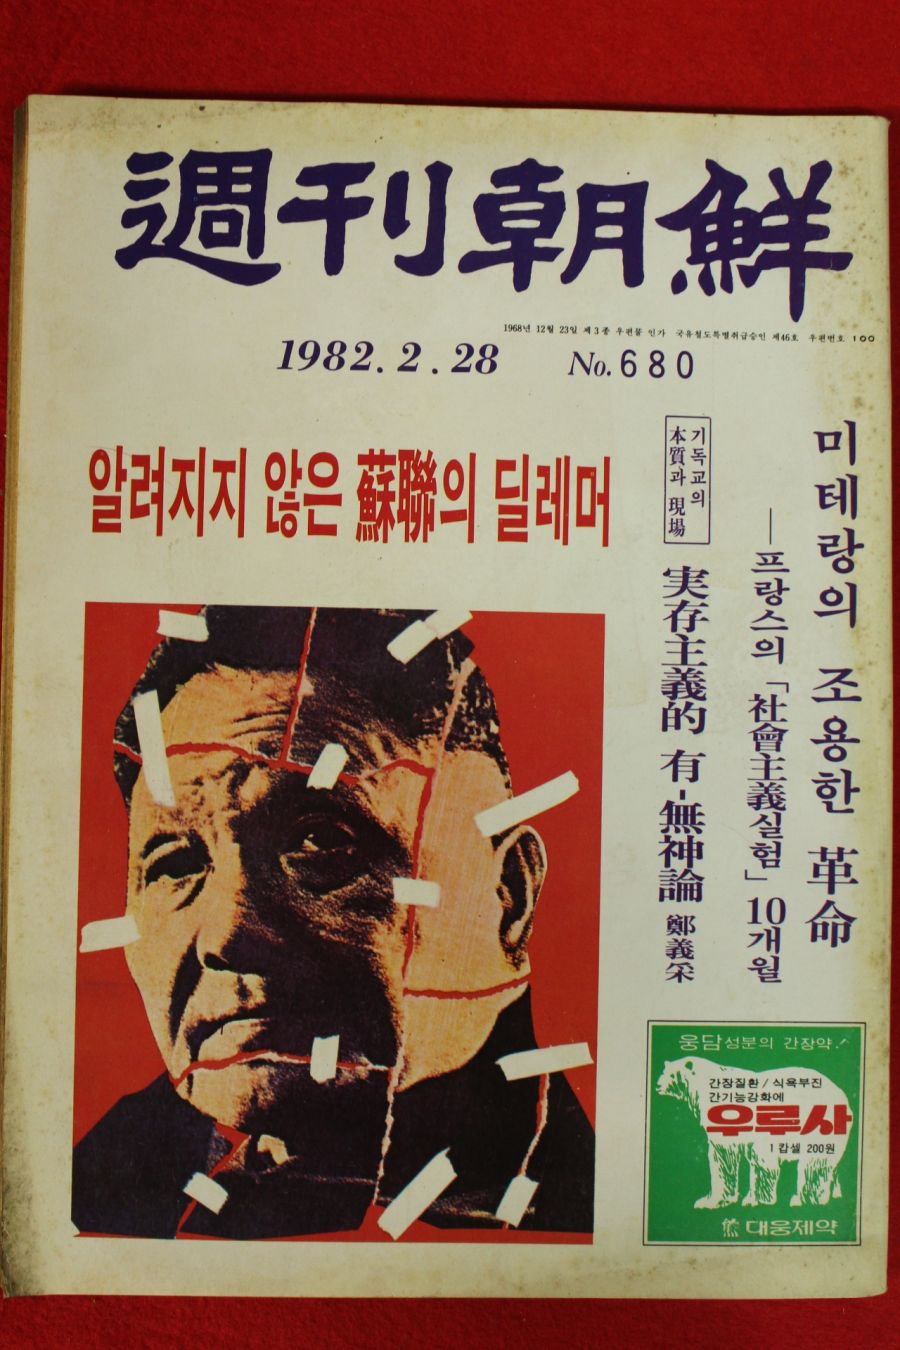 週刊朝鮮
1968년 12월 23일 제3종 우편물 인가 국유철도특별취급승인 제46호 우편번호 100
1982. 2. 28 No. 680
알려지지 않은 蘇聯의 딜레머
미테랑의 조용한 革命
―프랑스의 「社會主義실험」 10개월
기독교의
本質과 現場
実存主義的 有-無神論 鄭義采
웅담성분의 간장약!
간장질환/식욕부진
간기능강화에
우루사
1캅셀 200원
대웅제약